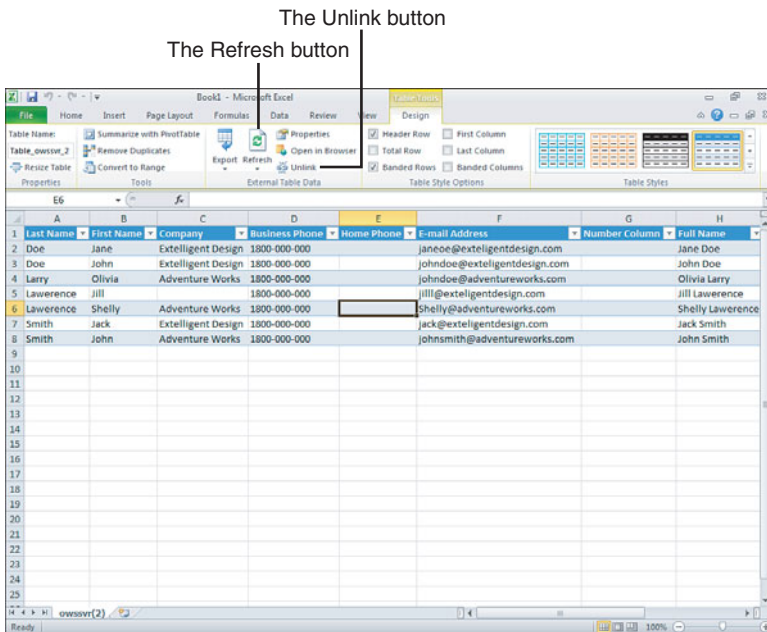 The Unlink button
The Refresh button
Book1 - Microsoft Excel
Table Tools
File Home Insert Page Layout Formulas Data Review View Design
Table Name: Summarize with PivotTable Properties Header Row First Column
Table_owssvr_2 Remove Duplicates Export Refresh Open in Browser Total Row Last Column
Resize Table Convert to Range Unlink Banded Rows Banded Columns
Properties Tools External Table Data Table Style Options Table Styles
E6 fx
A B C D E F G H
1 Last Name First Name Company Business Phone Home Phone E-mail Address Number Column Full Name
2 Doe Jane Extelligent Design 1800-000-000 janeoe@exteligentdesign.com Jane Doe
3 Doe John Extelligent Design 1800-000-000 johndoe@exteligentdesign.com John Doe
4 Larry Olivia Adventure Works 1800-000-000 johndoe@adventureworks.com Olivia Larry
5 Lawerence Jill 1800-000-000 jilll@exteligentdesign.com Jill Lawerence
6 Lawerence Shelly Adventure Works 1800-000-000 Shelly@adventureworks.com Shelly Lawerence
7 Smith Jack Extelligent Design 1800-000-000 jack@exteligentdesign.com Jack Smith
8 Smith John Adventure Works 1800-000-000 johnsmith@adventureworks.com John Smith
9
10
11
12
13
14
15
16
17
18
19
20
21
22
23
24
25
owssvr(2)
Ready 100%